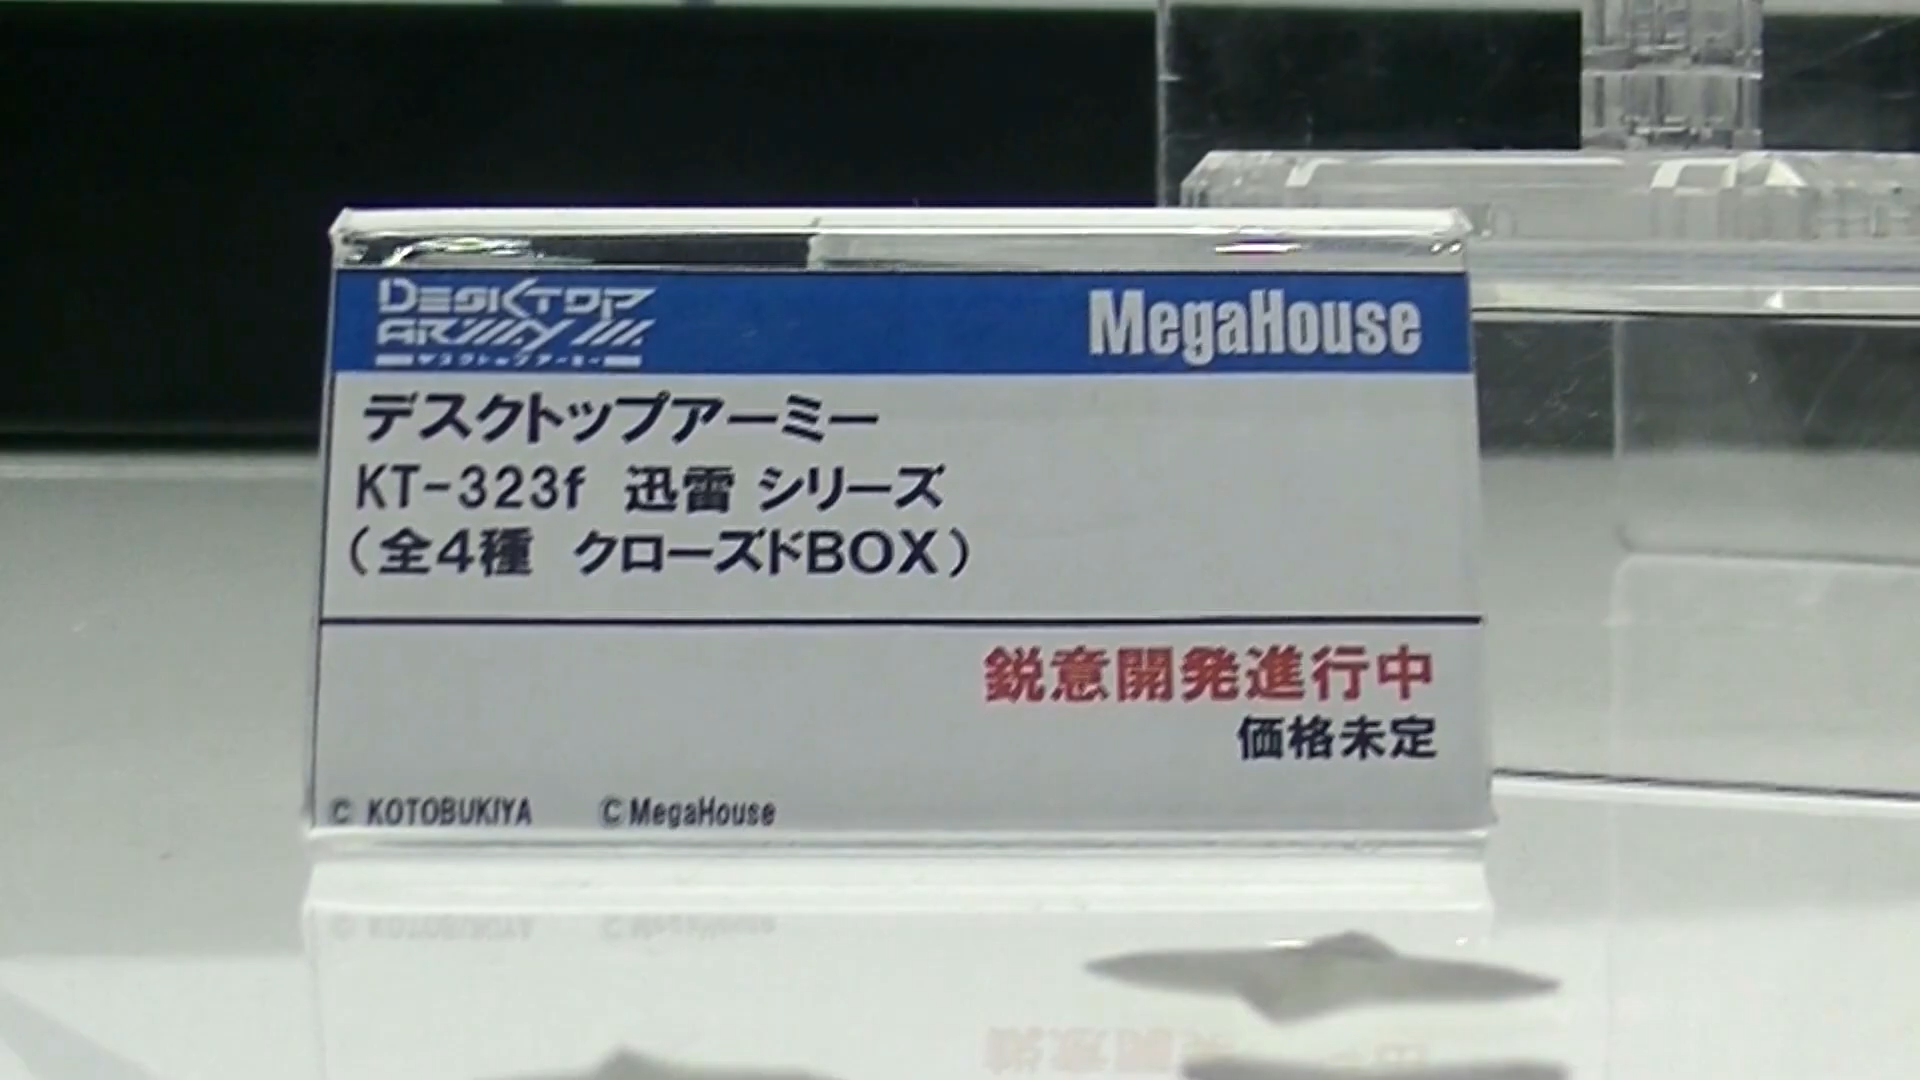 DESKTOP
ARMY
デスクトップアーミー
MegaHouse
デスクトップアーミー
KT-323f 迅雷 シリーズ
（全4種　クローズドBOX）
鋭意開発進行中
価格未定
© KOTOBUKIYA　© MegaHouse